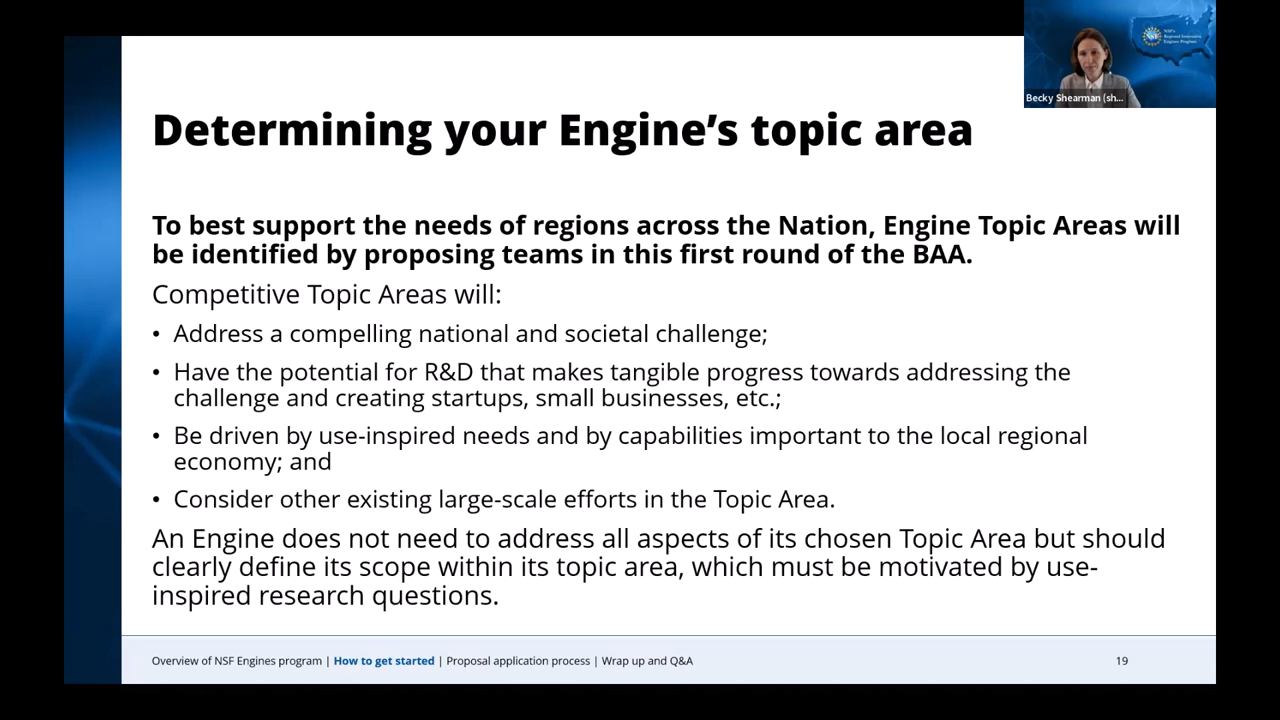 NSF's
Regional Innovation
Engines Program
NSF
Becky Shearman (sh...
Determining your Engine’s topic area
To best support the needs of regions across the Nation, Engine Topic Areas will
be identified by proposing teams in this first round of the BAA.
Competitive Topic Areas will:
• Address a compelling national and societal challenge;
• Have the potential for R&D that makes tangible progress towards addressing the
challenge and creating startups, small businesses, etc.;
• Be driven by use-inspired needs and by capabilities important to the local regional
economy; and
• Consider other existing large-scale efforts in the Topic Area.
An Engine does not need to address all aspects of its chosen Topic Area but should
clearly define its scope within its topic area, which must be motivated by use-
inspired research questions.
Overview of NSF Engines program | How to get started | Proposal application process | Wrap up and Q&A
19